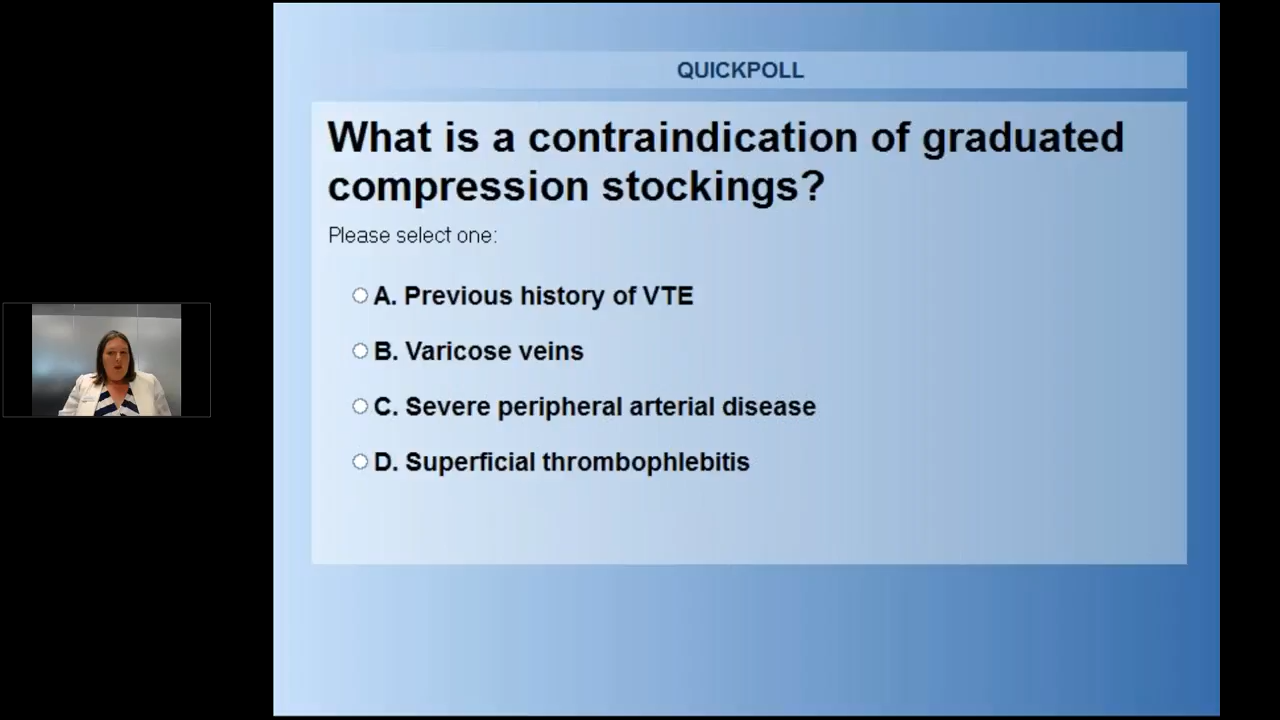 QUICKPOLL
What is a contraindication of graduated
compression stockings?
Please select one:
A. Previous history of VTE
B. Varicose veins
C. Severe peripheral arterial disease
D. Superficial thrombophlebitis